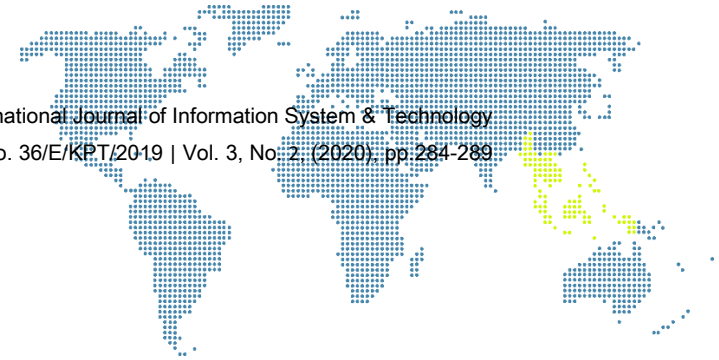 national Journal of Information System & Technology
o. 36/E/KPT/2019 | Vol. 3, No. 2, (2020), pp.284-289